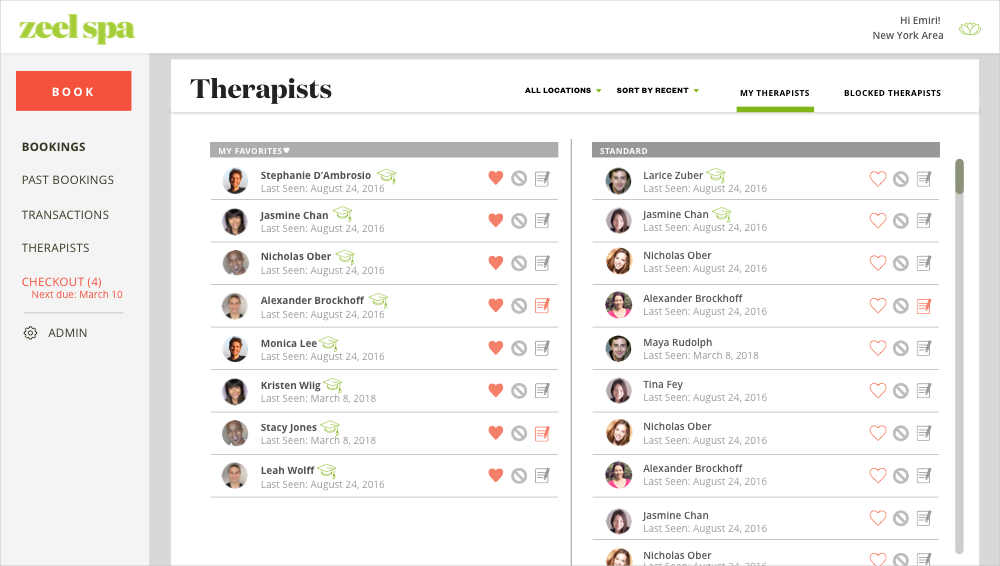 zeel spa
Hi Emiri!
New York Area
BOOK
BOOKINGS
PAST BOOKINGS
TRANSACTIONS
THERAPISTS
CHECKOUT (4)
Next due: March 10
ADMIN
Therapists
ALL LOCATIONS
SORT BY RECENT
MY THERAPISTS
BLOCKED THERAPISTS
MY FAVORITES♥
Stephanie D’Ambrosio
Last Seen: August 24, 2016
Jasmine Chan
Last Seen: August 24, 2016
Nicholas Ober
Last Seen: August 24, 2016
Alexander Brockhoff
Last Seen: August 24, 2016
Monica Lee
Last Seen: August 24, 2016
Kristen Wiig
Last Seen: March 8, 2018
Stacy Jones
Last Seen: March 8, 2018
Leah Wolff
Last Seen: August 24, 2016
STANDARD
Larice Zuber
Last Seen: August 24, 2016
Jasmine Chan
Last Seen: August 24, 2016
Nicholas Ober
Last Seen: August 24, 2016
Alexander Brockhoff
Last Seen: August 24, 2016
Maya Rudolph
Last Seen: March 8, 2018
Tina Fey
Last Seen: August 24, 2016
Nicholas Ober
Last Seen: August 24, 2016
Alexander Brockhoff
Last Seen: August 24, 2016
Jasmine Chan
Last Seen: August 24, 2016
Nicholas Ober
Last Seen: August 24, 2016